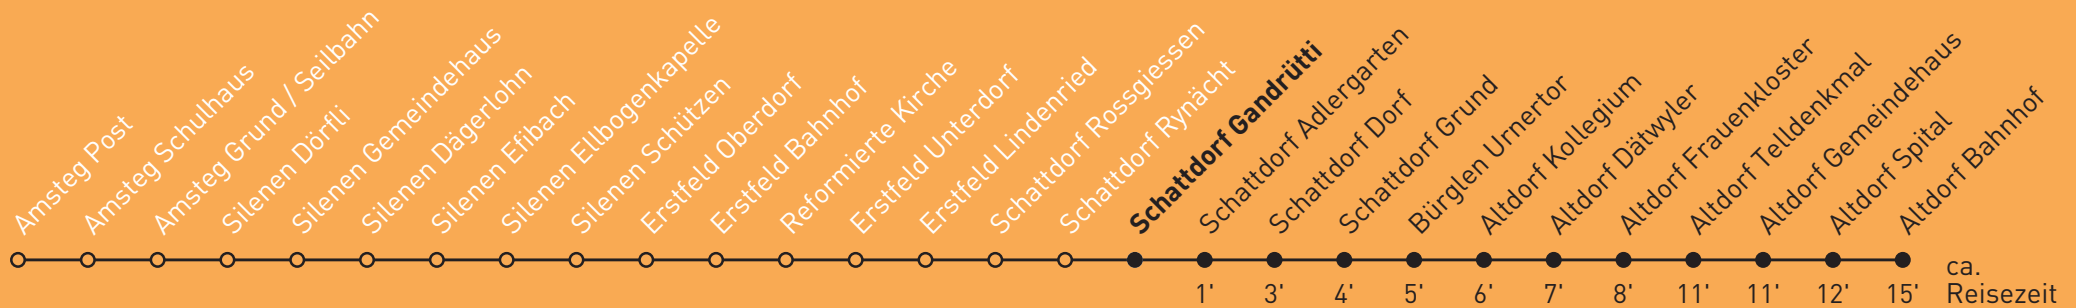 Amsteg Post
Amsteg Schulhaus
Amsteg Grund / Seilbahn
Silenen Dörfli
Silenen Gemeindehaus
Silenen Dägerlohn
Silenen Efibach
Silenen Ellbogenkapelle
Silenen Schützen
Erstfeld Oberdorf
Erstfeld Bahnhof
Reformierte Kirche
Erstfeld Unterdorf
Erstfeld Lindenried
Schattdorf Rossgiessen
Schattdorf Rynächt
Schattdorf Gandrütti
Schattdorf Adlergarten
Schattdorf Dorf
Schattdorf Grund
Bürglen Urnertor
Altdorf Kollegium
Altdorf Dätwyler
Altdorf Frauenkloster
Altdorf Telldenkmal
Altdorf Gemeindehaus
Altdorf Spital
Altdorf Bahnhof
1' 3' 4' 5' 6' 7' 8' 11' 11' 12' 15'
ca.
Reisezeit